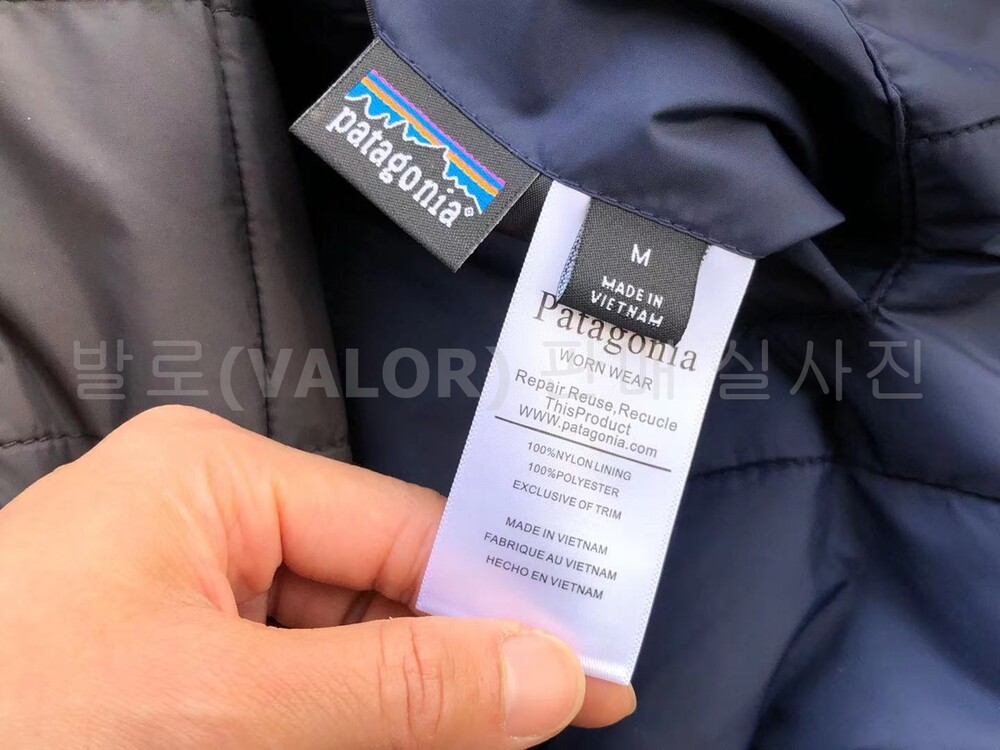 patagonia®
M
MADE IN
VIETNAM
Patagonia
WORN WEAR
발로(VALOR) 판매 실사진
Repair Reuse,Recucle
ThisProduct
WWW.patagonia.com
100%NYLON LINING
100%POLYESTER
EXCLUSIVE OF TRIM
MADE IN VIETNAM
FABRIQUE AU VIETNAM
HECHO EN VIETNAM